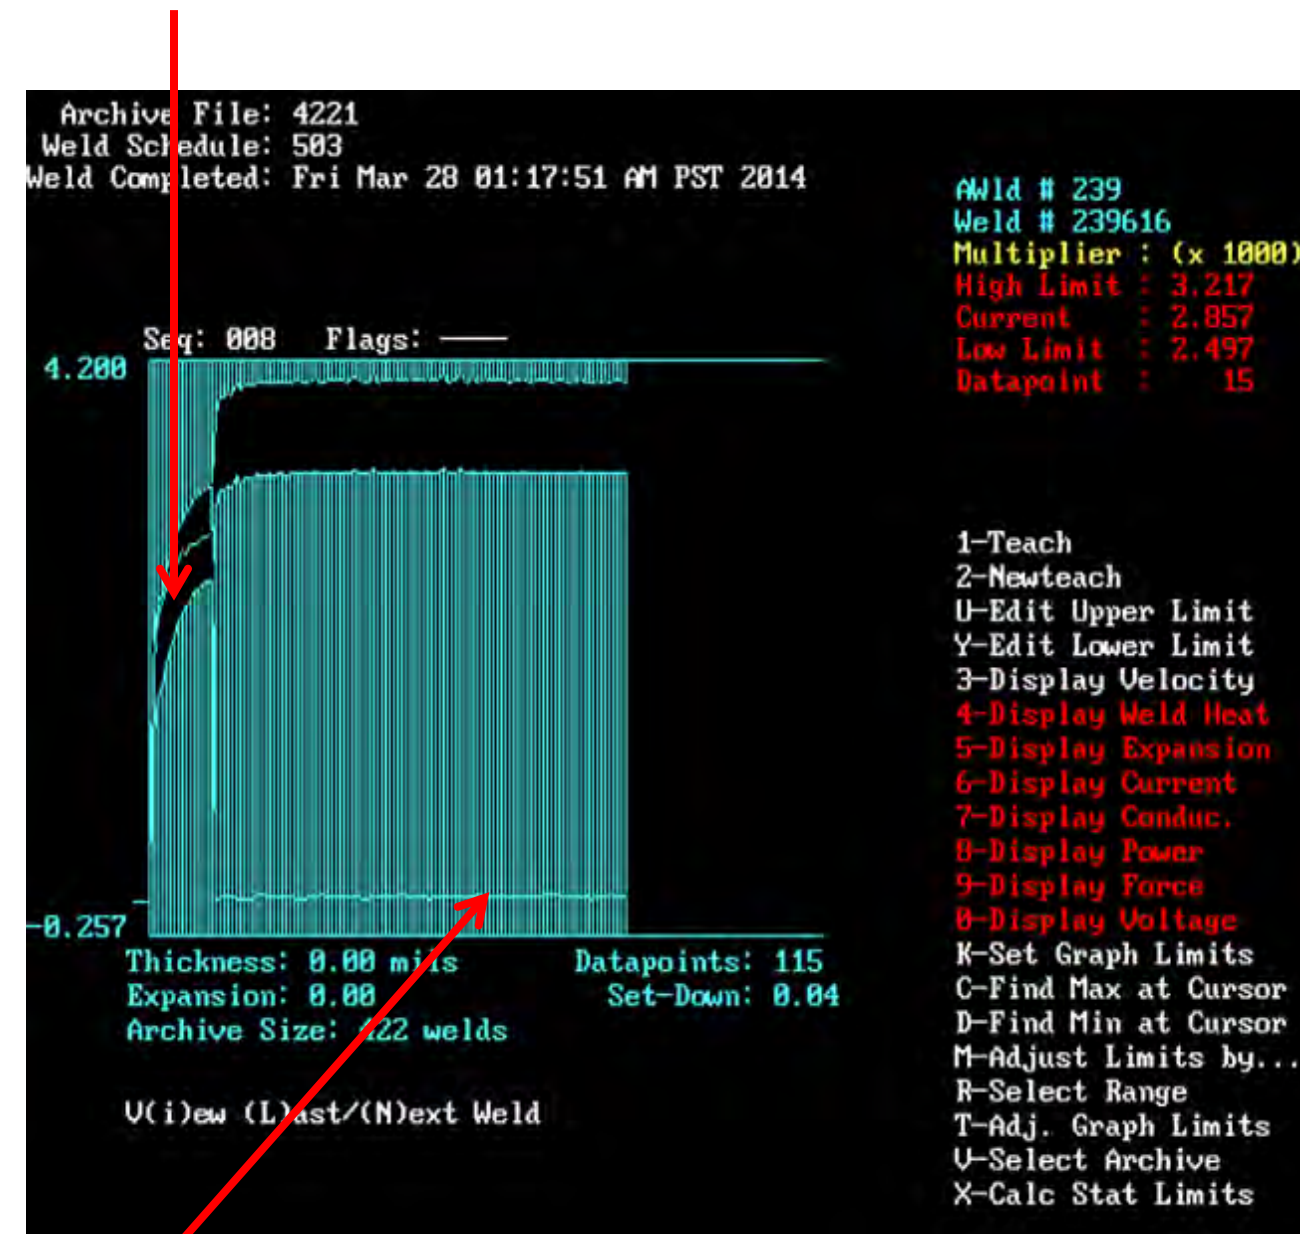 Archive File: 4221
Weld Schedule: 503
Weld Completed: Fri Mar 28 01:17:51 AM PST 2014
AWld # 239
Weld # 239616
Multiplier : (x 1000)
High Limit : 3.217
Current : 2.857
Low Limit : 2.497
Datapoint : 15
Seq: 008 Flags:
4.200
-0.257
Thickness: 0.00 mils Datapoints: 115
Expansion: 0.00 Set-Down: 0.04
Archive Size: 422 welds
V(i)ew (L)ast/(N)ext Weld
1-Teach
2-Newteach
U-Edit Upper Limit
Y-Edit Lower Limit
3-Display Velocity
4-Display Weld Heat
5-Display Expansion
6-Display Current
7-Display Conduc.
8-Display Power
9-Display Force
0-Display Voltage
K-Set Graph Limits
C-Find Max at Cursor
D-Find Min at Cursor
M-Adjust Limits by...
R-Select Range
T-Adj. Graph Limits
V-Select Archive
X-Calc Stat Limits